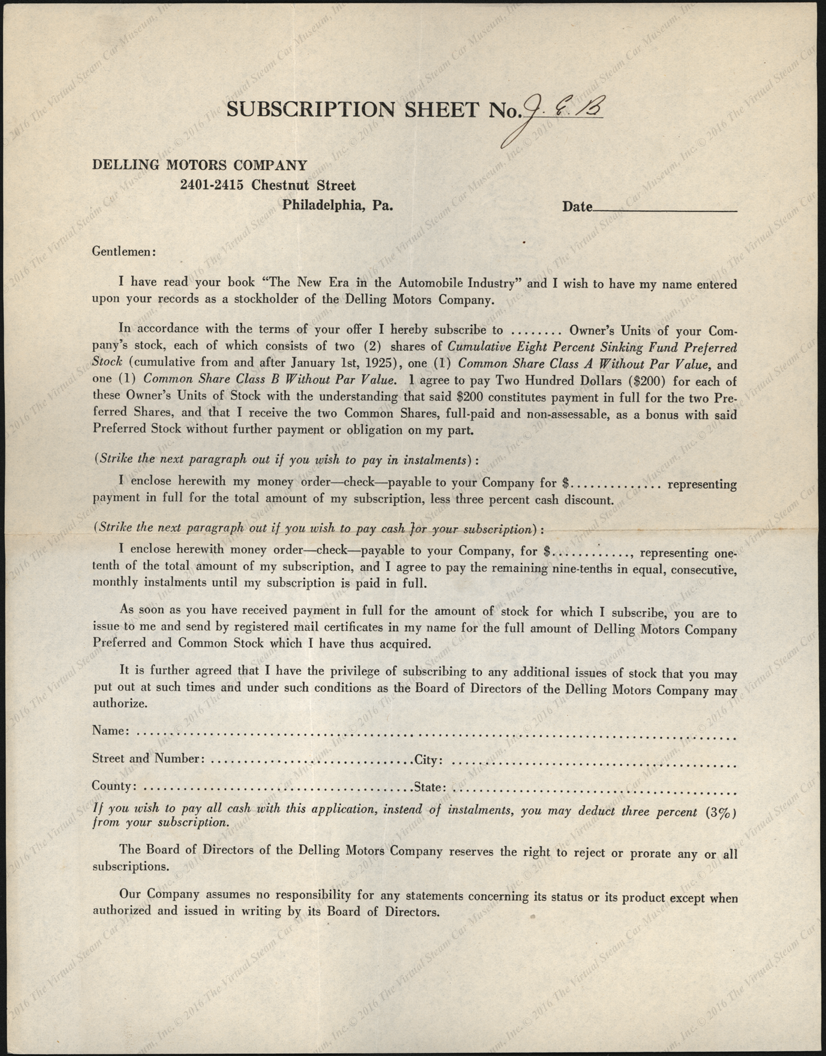 SUBSCRIPTION SHEET No. J. E. B
DELLING MOTORS COMPANY
2401-2415 Chestnut Street
Philadelphia, Pa.
Date
Gentlemen:
I have read your book “The New Era in the Automobile Industry” and I wish to have my name entered
upon your records as a stockholder of the Delling Motors Company.
In accordance with the terms of your offer I hereby subscribe to ........ Owner's Units of your Com-
pany's stock, each of which consists of two (2) shares of Cumulative Eight Percent Sinking Fund Preferred
Stock (cumulative from and after January 1st, 1925), one (1) Common Share Class A Without Par Value, and
one (1) Common Share Class B Without Par Value. I agree to pay Two Hundred Dollars ($200) for each of
these Owner's Units of Stock with the understanding that said $200 constitutes payment in full for the two Pre-
ferred Shares, and that I receive the two Common Shares, full-paid and non-assessable, as a bonus with said
Preferred Stock without further payment or obligation on my part.
(Strike the next paragraph out if you wish to pay in instalments):
I enclose herewith my money order—check—payable to your Company for $.............. representing
payment in full for the total amount of my subscription, less three percent cash discount.
(Strike the next paragraph out if you wish to pay cash for your subscription):
I enclose herewith money order—check—payable to your Company, for $............, representing one-
tenth of the total amount of my subscription, and I agree to pay the remaining nine-tenths in equal, consecutive,
monthly instalments until my subscription is paid in full.
As soon as you have received payment in full for the amount of stock for which I subscribe, you are to
issue to me and send by registered mail certificates in my name for the full amount of Delling Motors Company
Preferred and Common Stock which I have thus acquired.
It is further agreed that I have the privilege of subscribing to any additional issues of stock that you may
put out at such times and under such conditions as the Board of Directors of the Delling Motors Company may
authorize.
Name:
Street and Number: City:
County: State:
If you wish to pay all cash with this application, instead of instalments, you may deduct three percent (3%)
from your subscription.
The Board of Directors of the Delling Motors Company reserves the right to reject or prorate any or all
subscriptions.
Our Company assumes no responsibility for any statements concerning its status or its product except when
authorized and issued in writing by its Board of Directors.
© 2016 The Virtual Steam Car Museum, Inc.